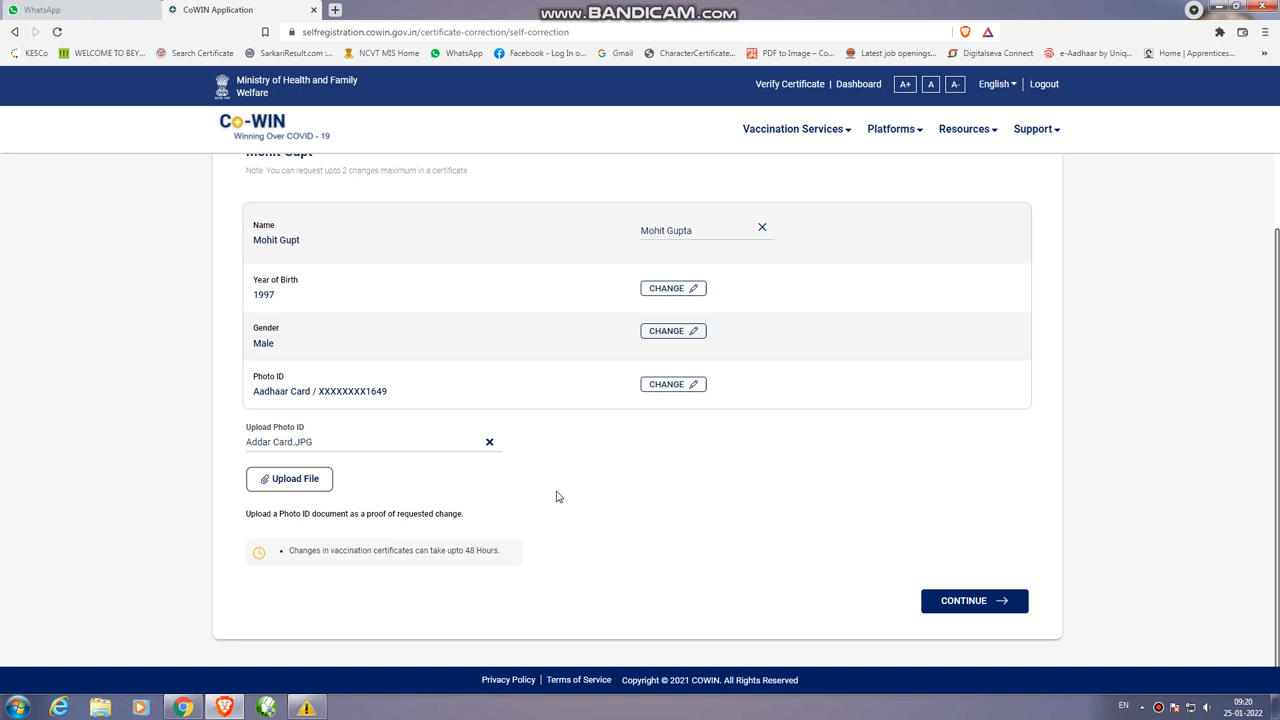 WhatsApp
CoWIN Application
www.BANDICAM.com
selfregistration.cowin.gov.in/certificate-correction/self-correction
KESCo
WELCOME TO BEY...
Search Certificate
SarkariResult.com :...
NCVT MIS Home
WhatsApp
Facebook - Log In o...
Gmail
CharacterCertificate...
PDF to Image – Co...
Latest job openings,...
Digitalseva Connect
e-Aadhaar by Uniq...
Home | Apprentices...
Ministry of Health and Family
Welfare
Verify Certificate | Dashboard
A+ A A-
English
Logout
Co-WIN
Winning Over COVID - 19
Vaccination Services
Platforms
Resources
Support
Mohit Gupt
Note: You can request upto 2 changes maximum in a certificate
Name
Mohit Gupt
Mohit Gupta
Year of Birth
1997
CHANGE
Gender
Male
CHANGE
Photo ID
Aadhaar Card / XXXXXXXX1649
CHANGE
Upload Photo ID
Addar Card.JPG
Upload File
Upload a Photo ID document as a proof of requested change.
• Changes in vaccination certificates can take upto 48 Hours.
CONTINUE
Privacy Policy | Terms of Service Copyright © 2021 COWIN. All Rights Reserved
EN
09:20
25-01-2022